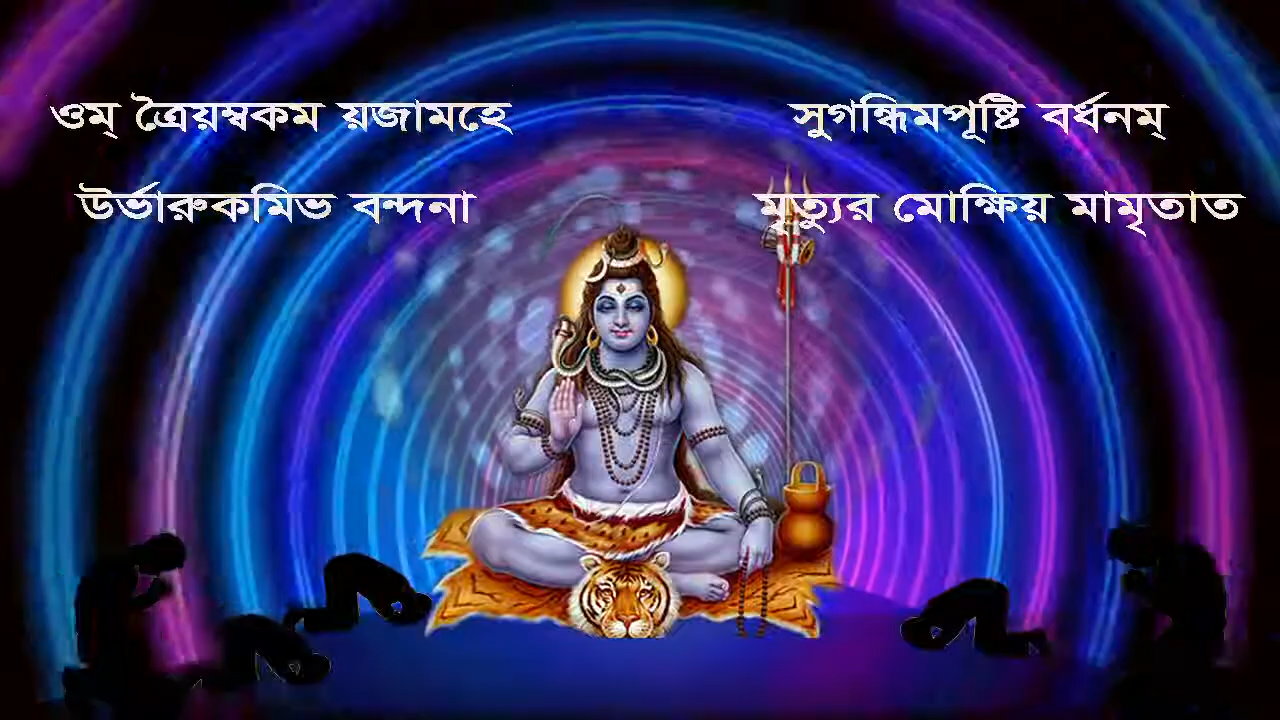 ওম্ ত্রৈয়ম্বকম য়জামহে
সুগন্ধিমপূষ্টি বর্ধনম্
উর্ভারুকমিভ বন্দনা
মৃত্যুর মোক্ষিয় মামৃতাত